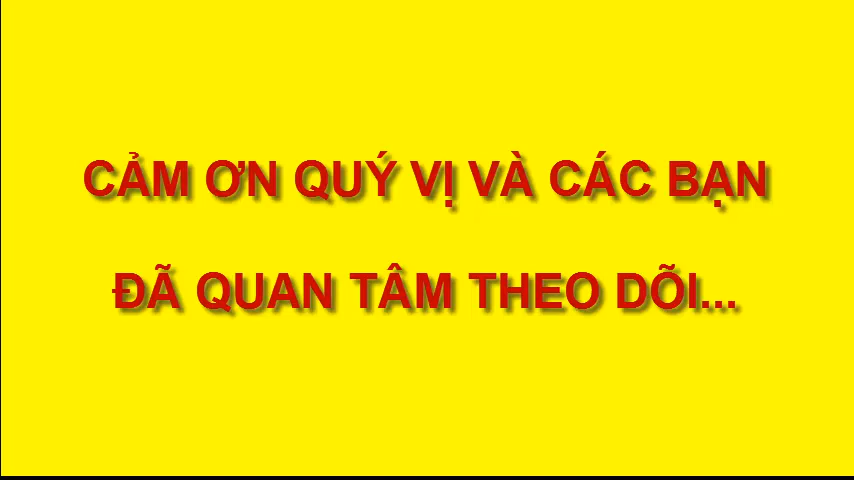 CẢM ƠN QUÝ VỊ VÀ CÁC BẠN
ĐÃ QUAN TÂM THEO DÕI...